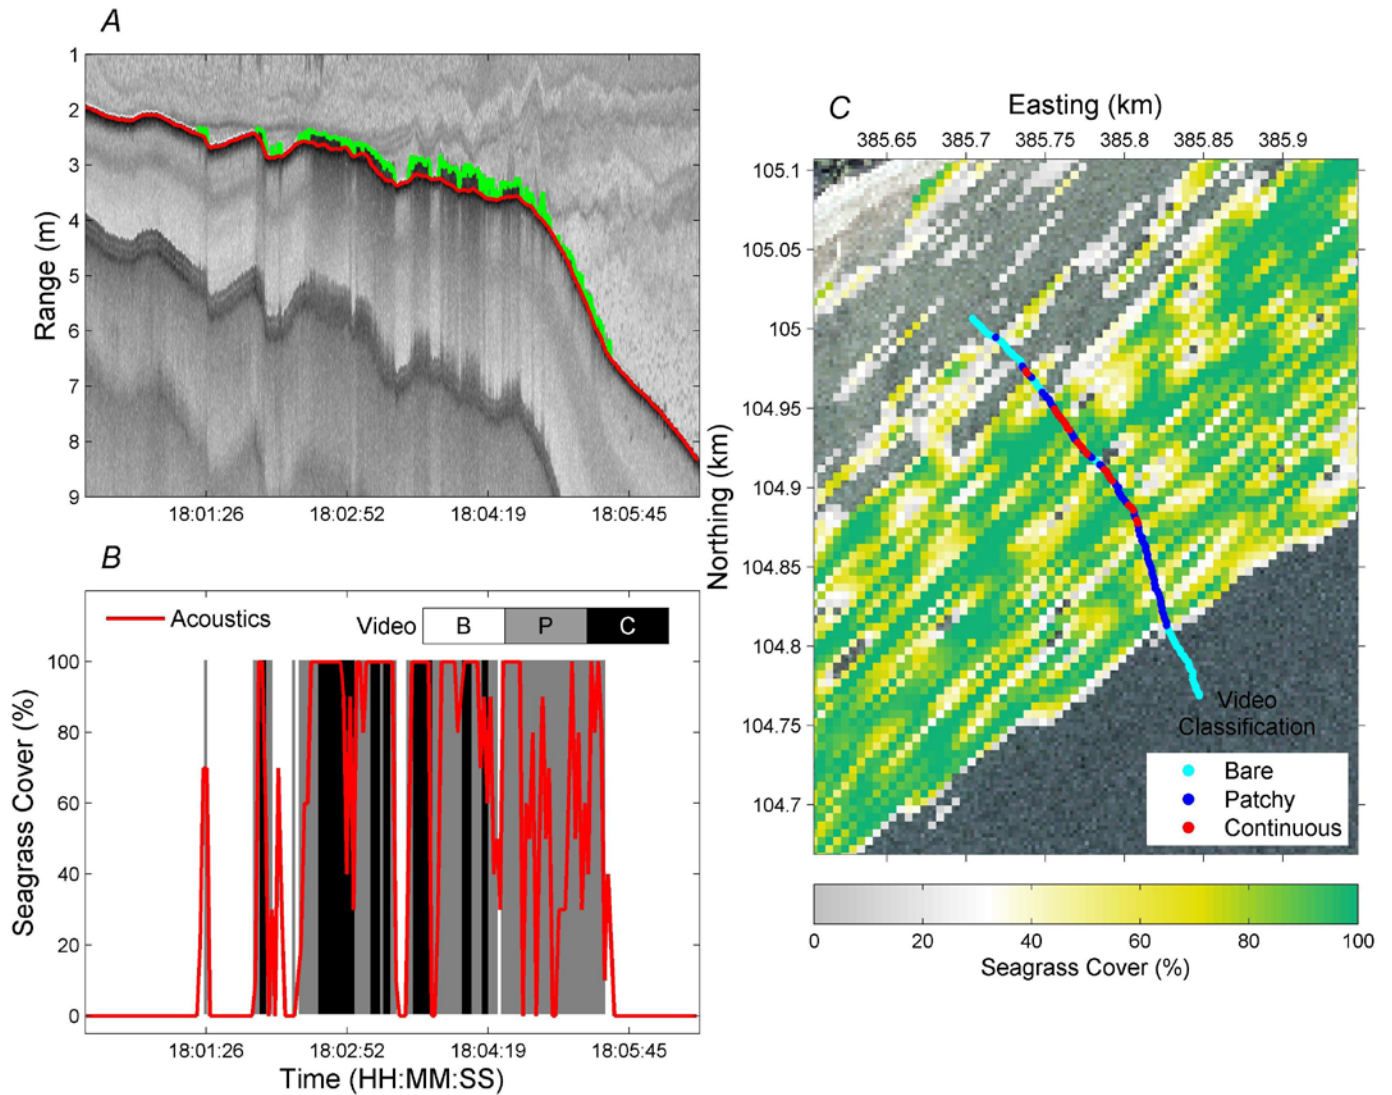 A
1
2
3
4
5
6
7
8
9
Range (m)
18:01:26 18:02:52 18:04:19 18:05:45
B
Acoustics
Video B P C
100
80
60
40
20
0
Seagrass Cover (%)
18:01:26 18:02:52 18:04:19 18:05:45
Time (HH:MM:SS)
C
Easting (km)
385.65 385.7 385.75 385.8 385.85 385.9
105.1
105.05
105
104.95
104.9
104.85
104.8
104.75
104.7
Northing (km)
Video
Classification
Bare
Patchy
Continuous
0 20 40 60 80 100
Seagrass Cover (%)